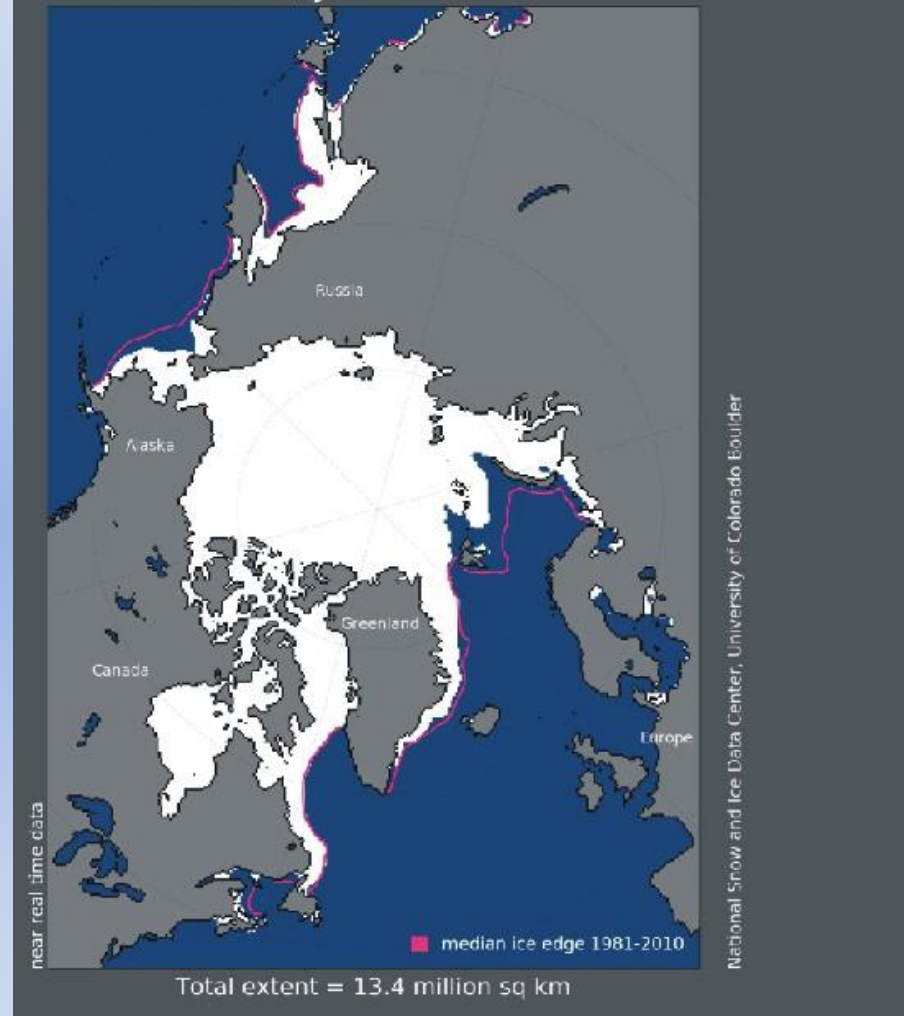 Russia
Alaska
Greenland
Canada
Europe
median ice edge 1981-2010
near real time data
National Snow and Ice Data Center, University of Colorado Boulder
Total extent = 13.4 million sq km